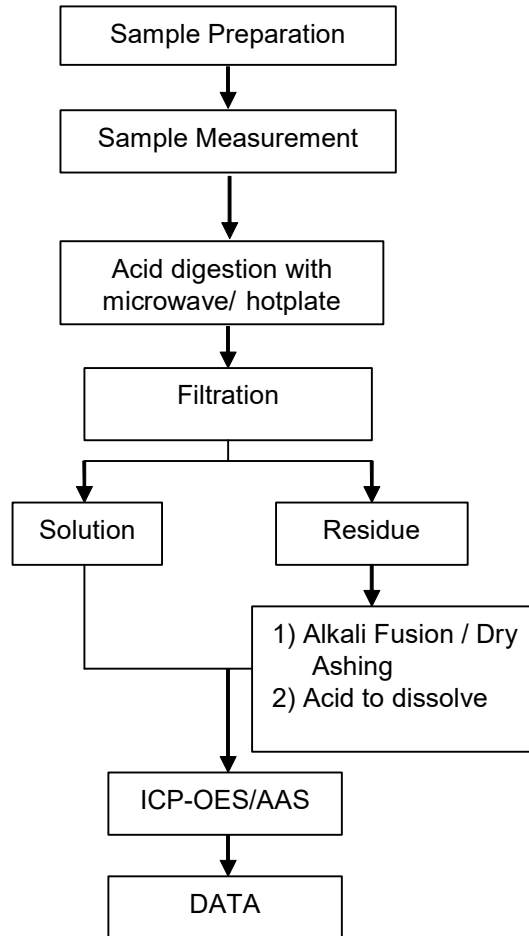 Sample Preparation
Sample Measurement
Acid digestion with
microwave/ hotplate
Filtration
Solution
Residue
1) Alkali Fusion / Dry
Ashing
2) Acid to dissolve
ICP-OES/AAS
DATA